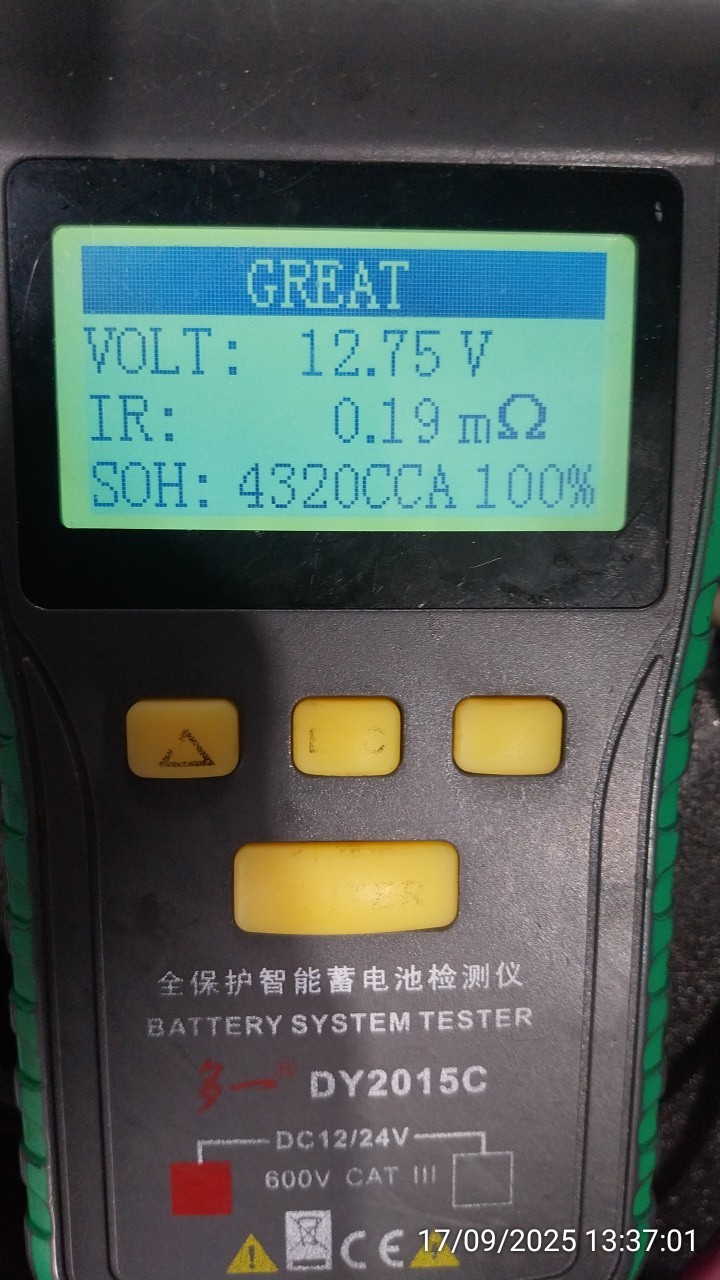 GREAT
VOLT: 12.75 V
IR: 0.19 mΩ
SOH: 4320CCA 100%
全保护智能蓄电池检测仪
BATTERY SYSTEM TESTER
多一® DY2015C
DC12/24V
600V CAT III
CE
17/09/2025 13:37:01